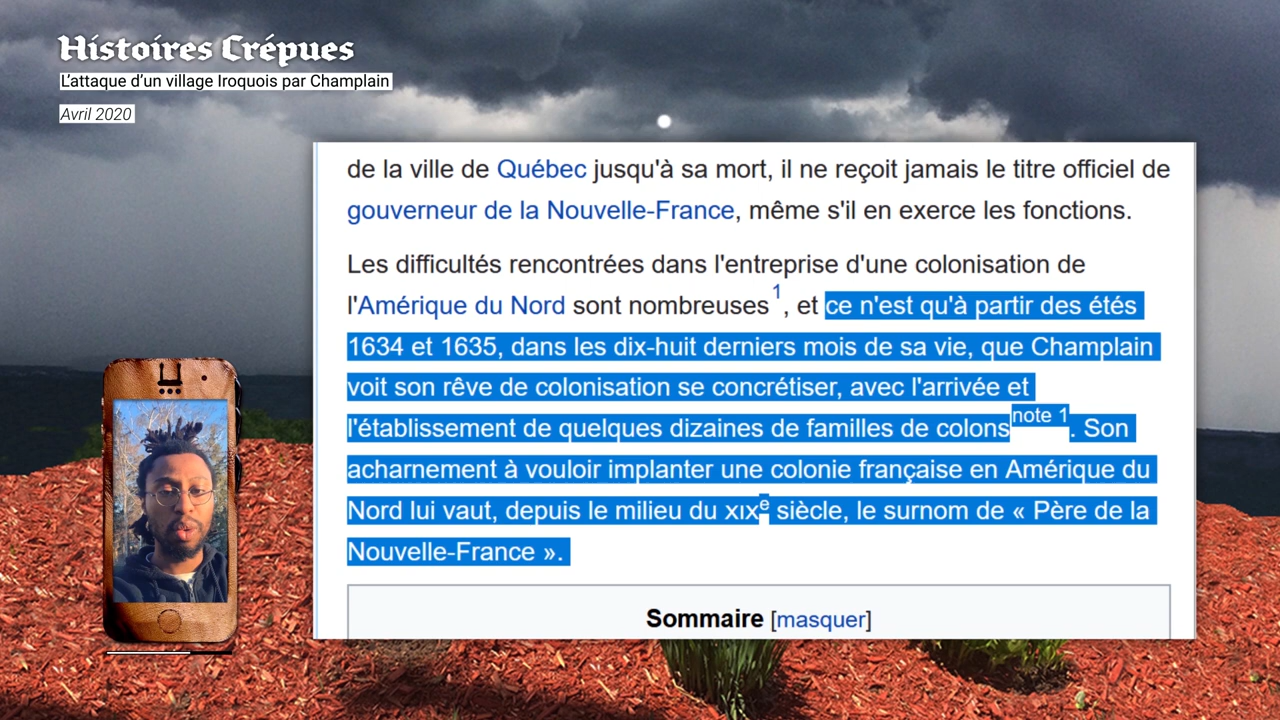 Histoires Crépues
L'attaque d'un village Iroquois par Champlain
Avril 2020
de la ville de Québec jusqu'à sa mort, il ne reçoit jamais le titre officiel de
gouverneur de la Nouvelle-France, même s'il en exerce les fonctions.
Les difficultés rencontrées dans l'entreprise d'une colonisation de
l'Amérique du Nord sont nombreuses 1, et ce n'est qu'à partir des étés
1634 et 1635, dans les dix-huit derniers mois de sa vie, que Champlain
voit son rêve de colonisation se concrétiser, avec l'arrivée et
l'établissement de quelques dizaines de familles de colons note 1. Son
acharnement à vouloir implanter une colonie française en Amérique du
Nord lui vaut, depuis le milieu du XIXe siècle, le surnom de « Père de la
Nouvelle-France ».
Sommaire [masquer]